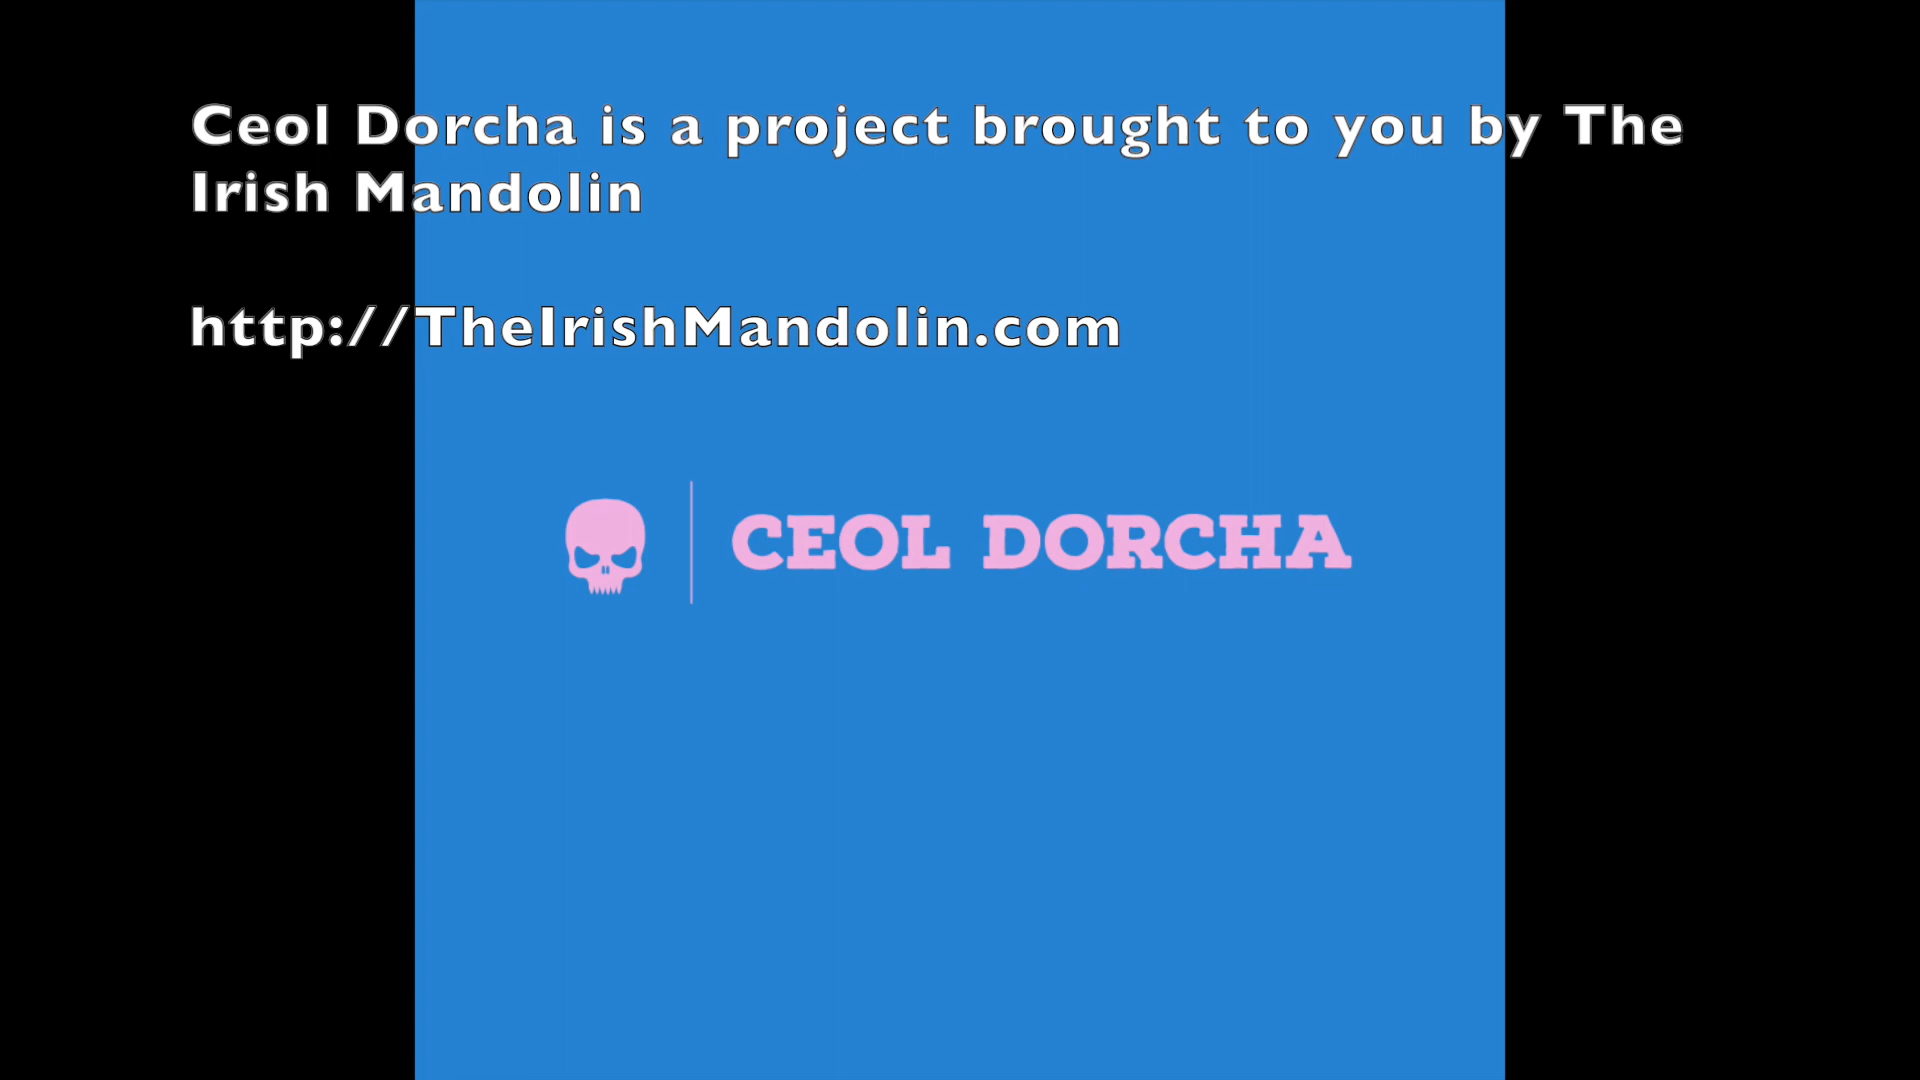 Ceol Dorcha is a project brought to you by The
Irish Mandolin
http://TheIrishMandolin.com
CEOL DORCHA